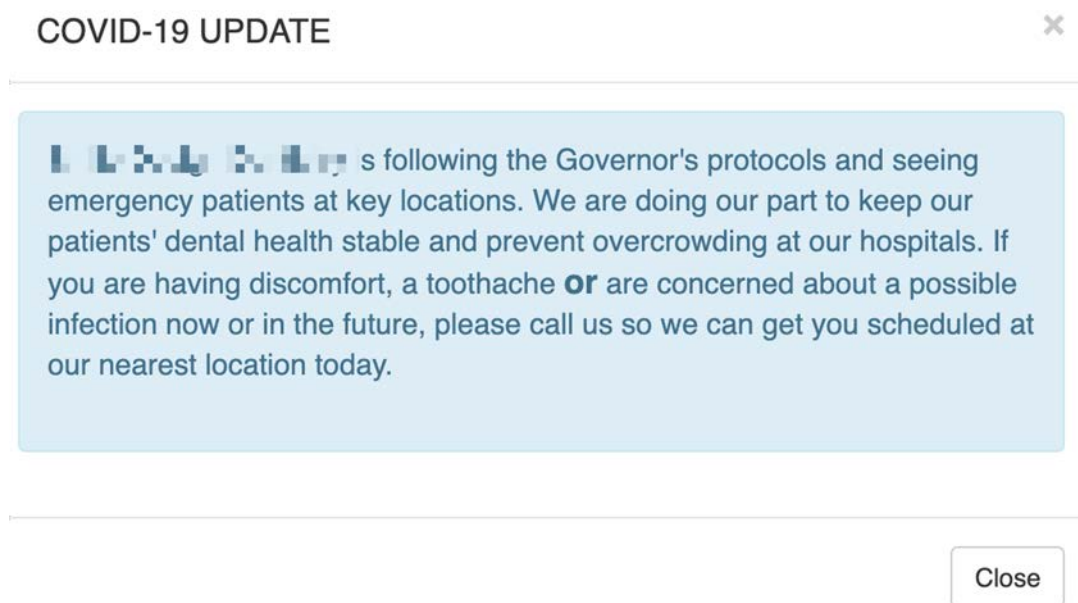 COVID-19 UPDATE
×
s following the Governor's protocols and seeing
emergency patients at key locations. We are doing our part to keep our
patients' dental health stable and prevent overcrowding at our hospitals. If
you are having discomfort, a toothache or are concerned about a possible
infection now or in the future, please call us so we can get you scheduled at
our nearest location today.
Close